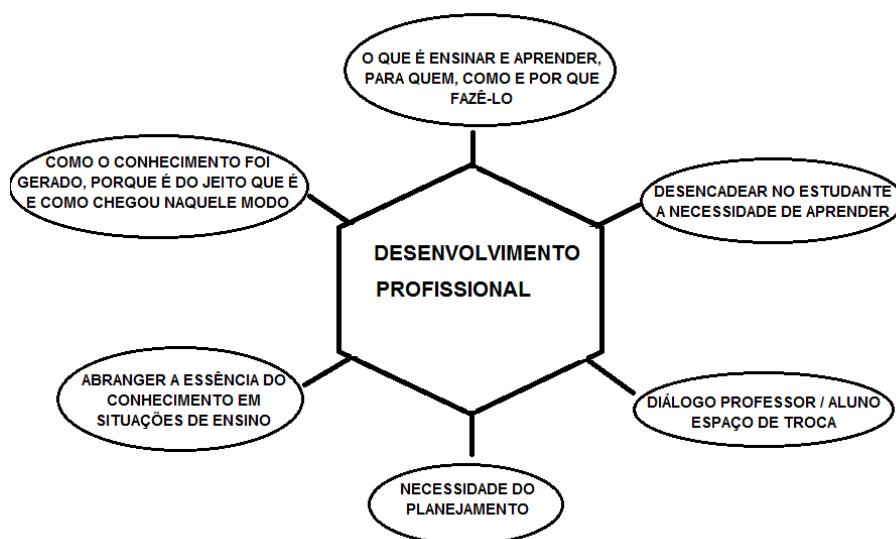 O QUE É ENSINAR E APRENDER,
PARA QUEM, COMO E POR QUE
FAZÊ-LO
COMO O CONHECIMENTO FOI
GERADO, PORQUE É DO JEITO QUE É
E COMO CHEGOU NAQUELE MODO
DESENCADEAR NO ESTUDANTE
A NECESSIDADE DE APRENDER
DESENVOLVIMENTO
PROFISSIONAL
ABRANGER A ESSÊNCIA DO
CONHECIMENTO EM
SITUAÇÕES DE ENSINO
DIÁLOGO PROFESSOR / ALUNO
ESPAÇO DE TROCA
NECESSIDADE DO
PLANEJAMENTO